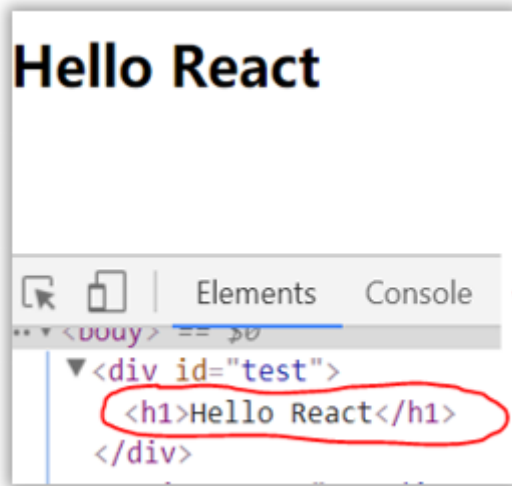 Hello React
Elements Console
<body> == $0
▼<div id="test">
<h1>Hello React</h1>
</div>